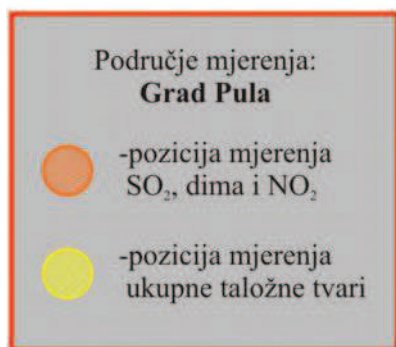 Područje mjerenja:
Grad Pula
-pozicija mjerenja
SO₂, dima i NO₂
-pozicija mjerenja
ukupne taložne tvari